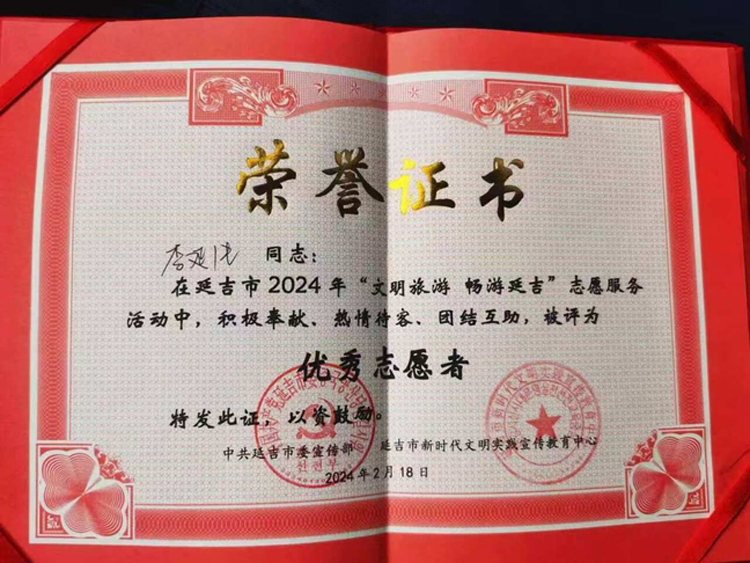 荣誉证书
李延优 同志：
在延吉市2024年“文明旅游 畅游延吉”志愿服务
活动中，积极奉献、热情待客、团结互助，被评为
优秀志愿者
特发此证，以资鼓励。
中共延吉市委宣传部 延吉市新时代文明实践宣传教育中心
2024年2月18日